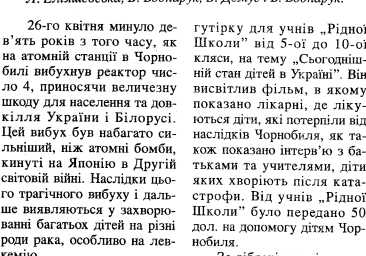 26-го квітня минуло де-
в’ять років з того часу, як
на атомній станції в Чорно-
билі вибухнув реактор чис-
ло 4, приносячи величезну
шкоду для населення та дов-
кілля України і Білорусі.
Цей вибух був набагато си-
льніший, ніж атомні бомби,
кинуті на Японію в Другій
світовій війні. Наслідки цьо-
го трагічного вибуху і даль-
ше виявляються у захворю-
ванні багатьох дітей на різні
роди рака, особливо на лев-
кемію.
гутірку для учнів „Рідної
Школи” від 5-ої до 10-ої
кляси, на тему „Сьогодніш-
ній стан дітей в Україні”. Він
висвітлив фільм, в якому
показано лікарні, де ліку-
ються діти, які потерпіли від
наслідків Чорнобиля, як та-
кож показано інтерв’ю з ба-
тьками та учителями, діти
яких хворіють після ката-
строфи. Від учнів „Рідної
Школи” було передано 50
дол. на допомогу дітям Чор-
нобиля.